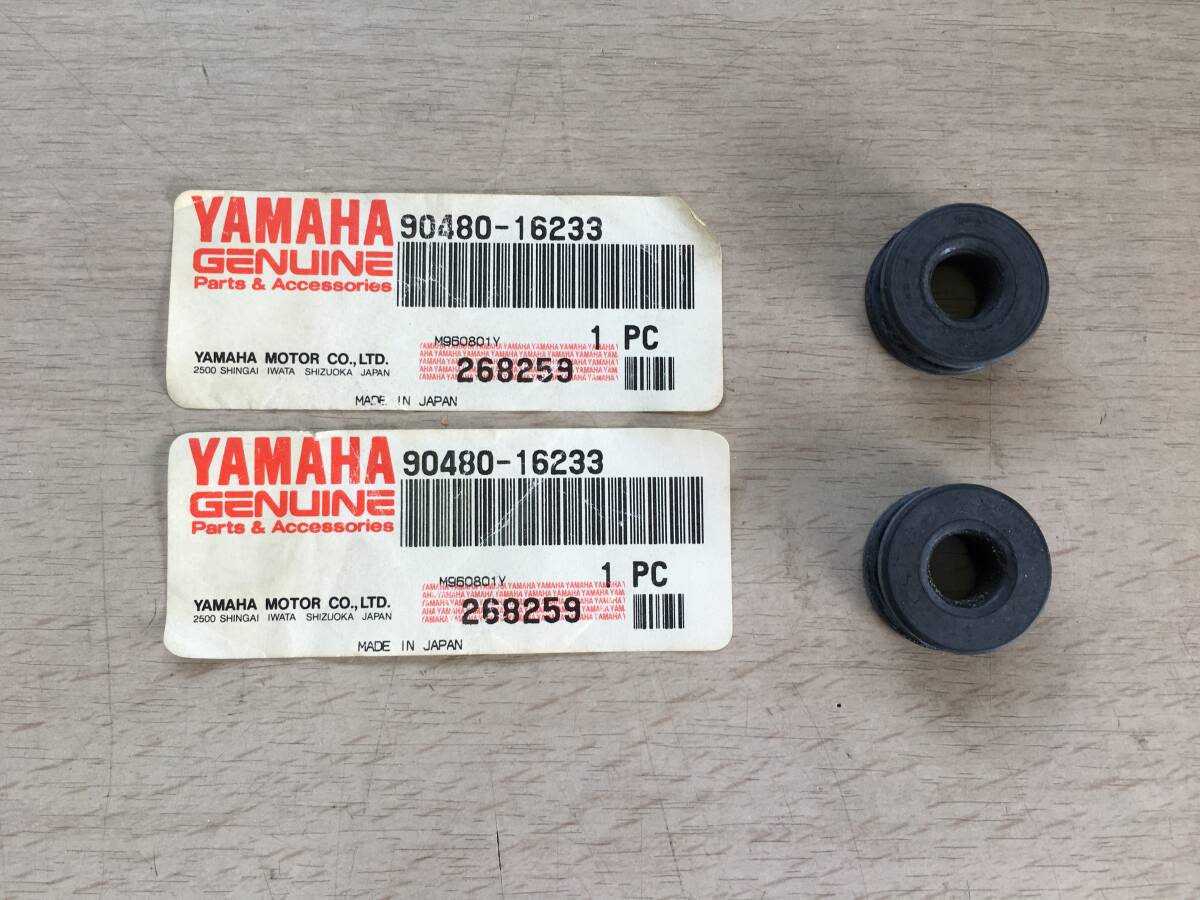 YAMAHA
GENUINE
Parts & Accessories
90480-16233
M960801Y
1 PC
268259
YAMAHA MOTOR CO.,LTD.
2500 SHINGAI IWATA SHIZUOKA JAPAN
MADE IN JAPAN
YAMAHA
GENUINE
Parts & Accessories
90480-16233
M960801Y
1 PC
268259
YAMAHA MOTOR CO.,LTD.
2500 SHINGAI IWATA SHIZUOKA JAPAN
MADE IN JAPAN